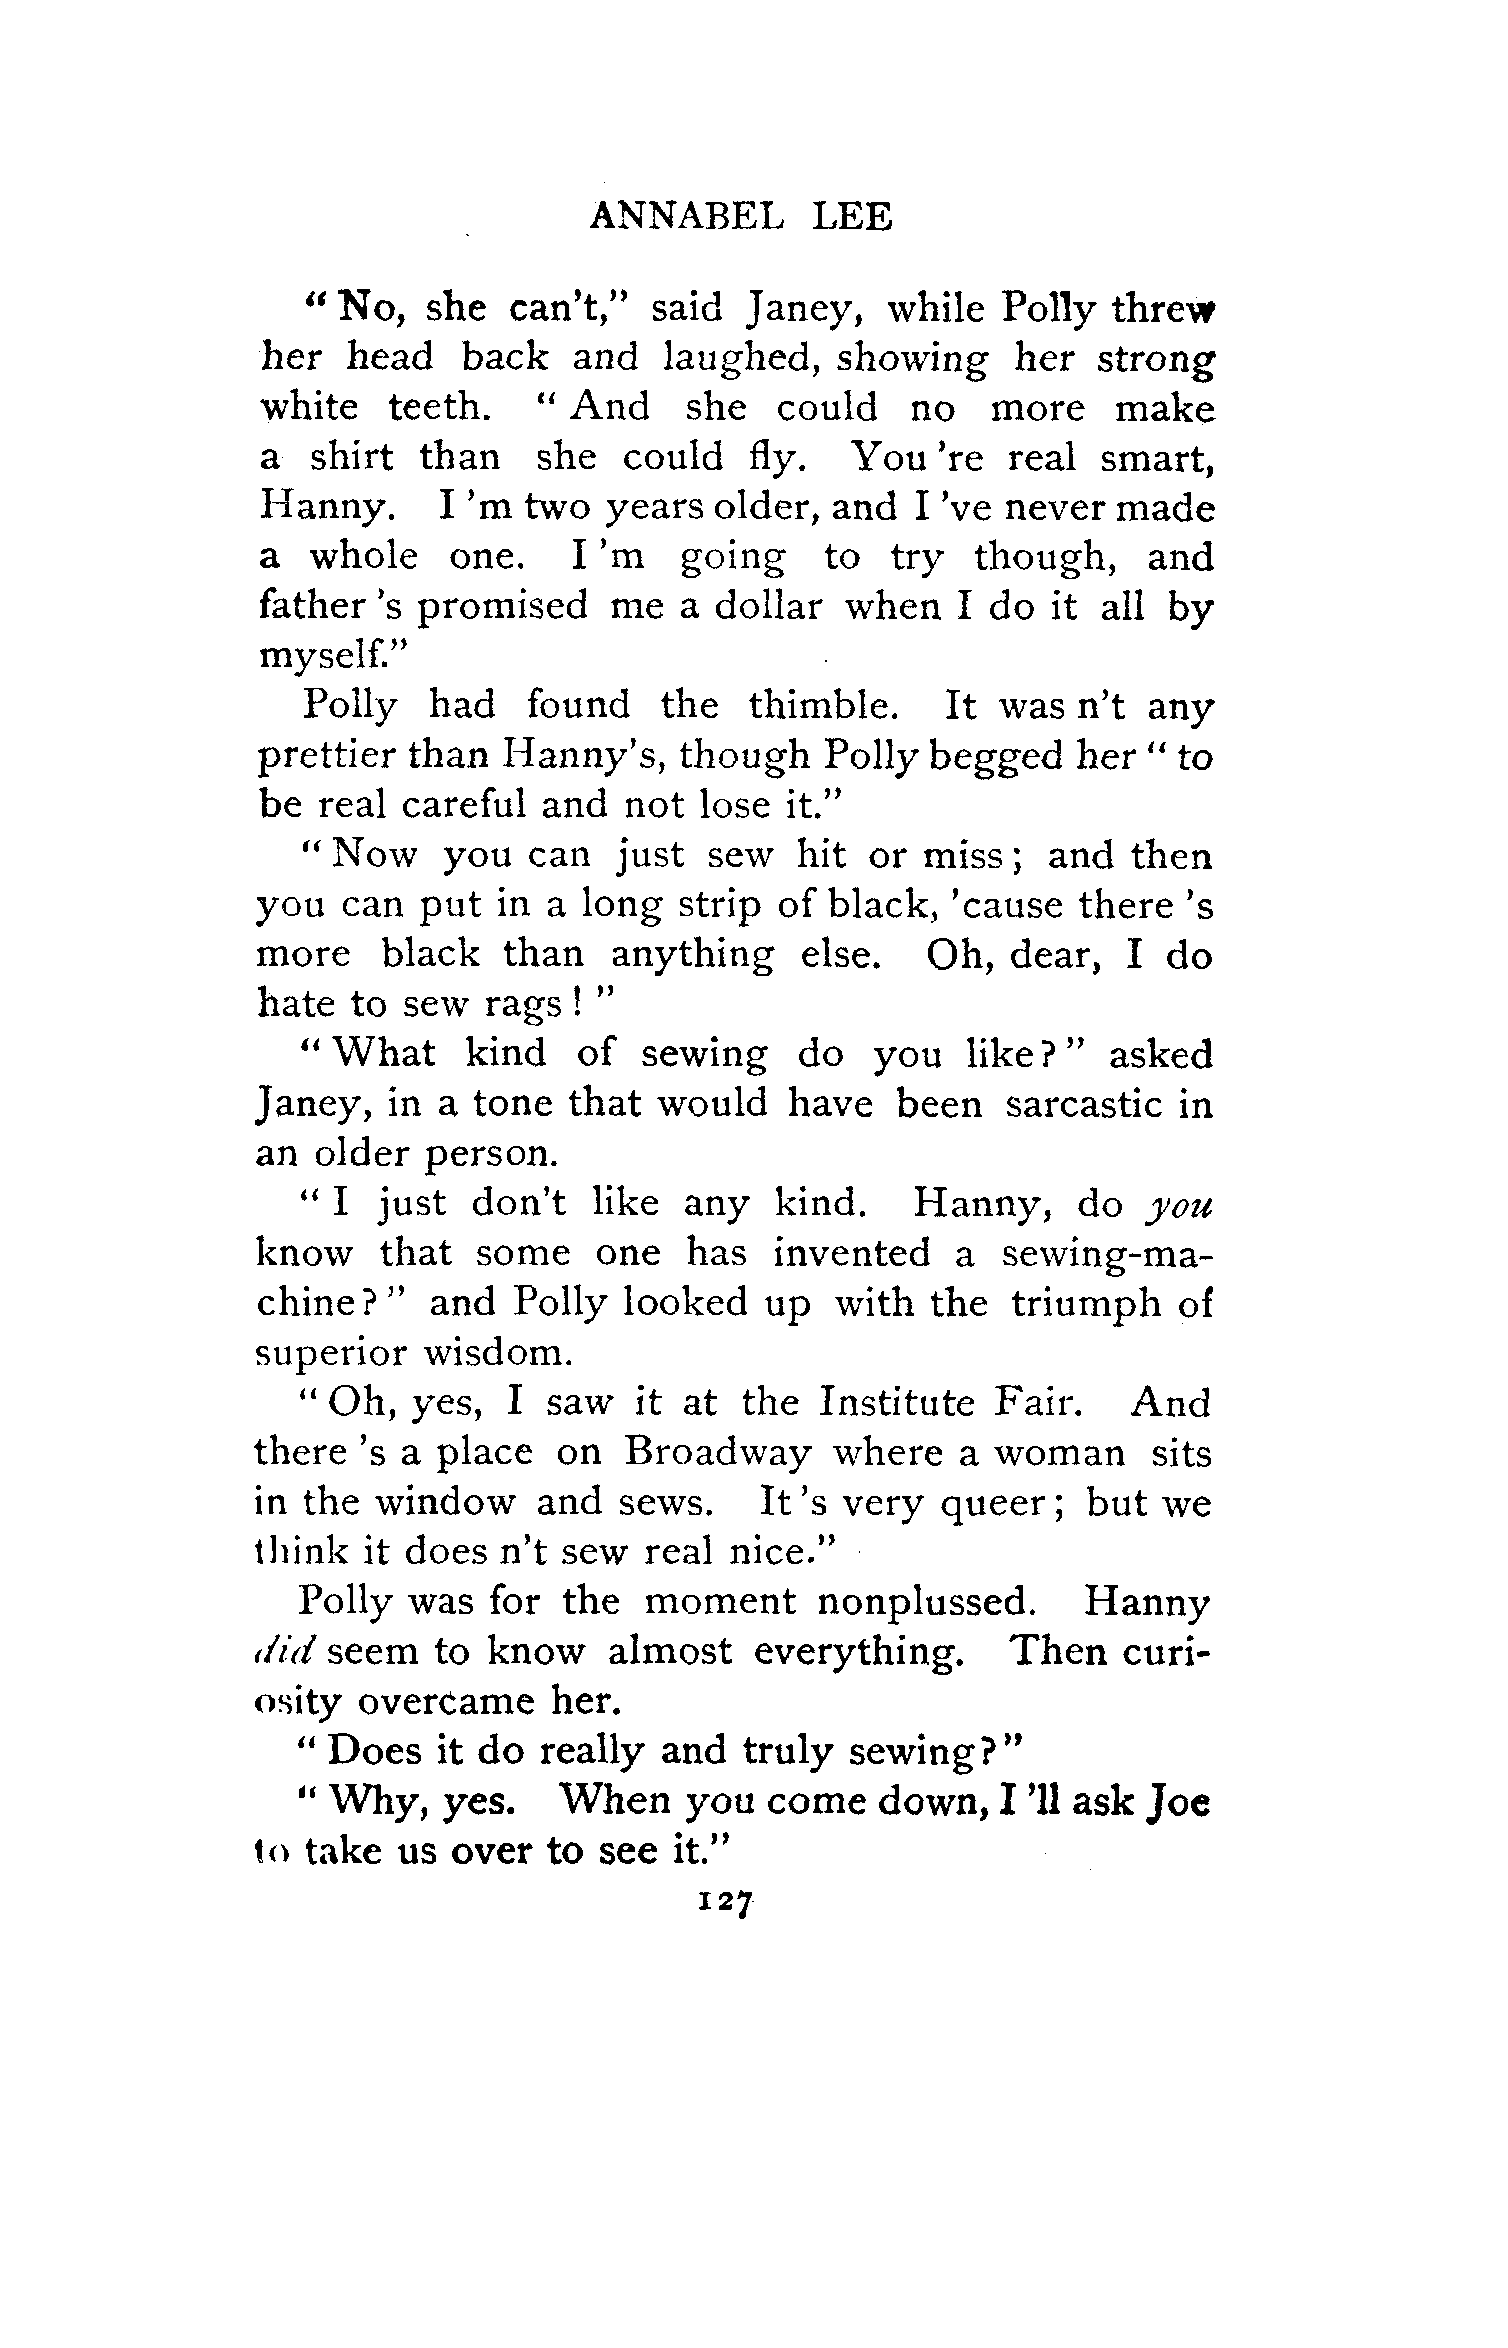 ANNABEL LEE
"No, she can't," said Janey, while Polly threw
her head back and laughed, showing her strong
white teeth. "And she could no more make
a shirt than she could fly. You 're real smart,
Hanny. I 'm two years older, and I 've never made
a whole one. I 'm going to try though, and
father 's promised me a dollar when I do it all by
myself."
Polly had found the thimble. It was n't any
prettier than Hanny's, though Polly begged her "to
be real careful and not lose it."
"Now you can just sew hit or miss; and then
you can put in a long strip of black, 'cause there 's
more black than anything else. Oh, dear, I do
hate to sew rags!"
"What kind of sewing do you like?" asked
Janey, in a tone that would have been sarcastic in
an older person.
"I just don't like any kind. Hanny, do you
know that some one has invented a sewing-ma-
chine?" and Polly looked up with the triumph of
superior wisdom.
"Oh, yes, I saw it at the Institute Fair. And
there 's a place on Broadway where a woman sits
in the window and sews. It 's very queer; but we
think it does n't sew real nice."
Polly was for the moment nonplussed. Hanny
did seem to know almost everything. Then curi-
osity overcame her.
"Does it do really and truly sewing?"
"Why, yes. When you come down, I 'll ask Joe
to take us over to see it."
127